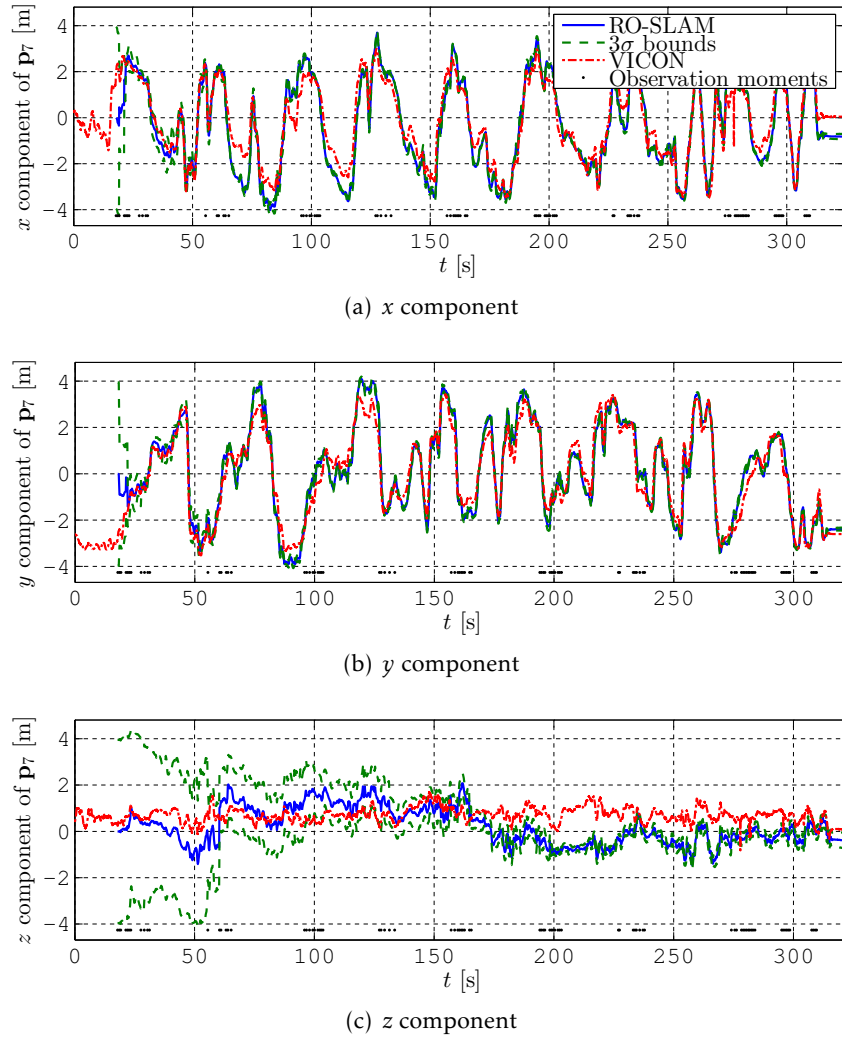 4
2
0
−2
−4
x component of p7 [m]
RO-SLAM
3σ bounds
VICON
Observation moments
0 50 100 150 200 250 300
t [s]
(a) x component
4
2
0
−2
−4
y component of p7 [m]
0 50 100 150 200 250 300
t [s]
(b) y component
4
2
0
−2
−4
z component of p7 [m]
0 50 100 150 200 250 300
t [s]
(c) z component